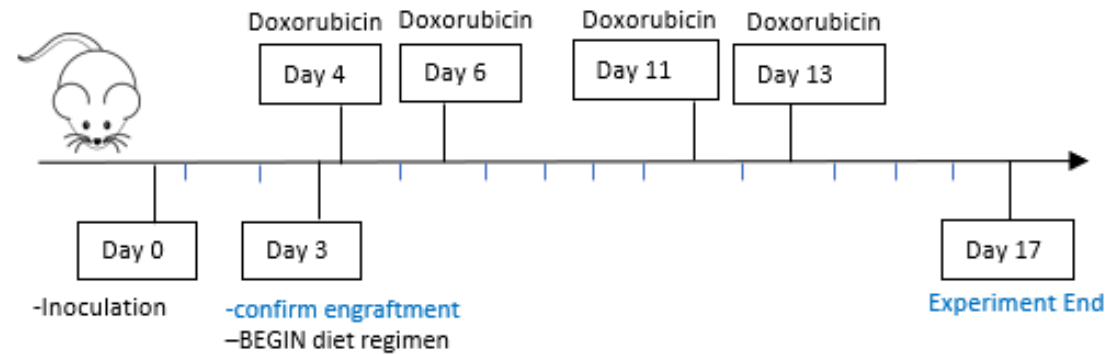 Doxorubicin Doxorubicin Doxorubicin Doxorubicin
Day 4 Day 6 Day 11 Day 13
Day 0 Day 3 Day 17
-Inoculation -confirm engraftment Experiment End
–BEGIN diet regimen